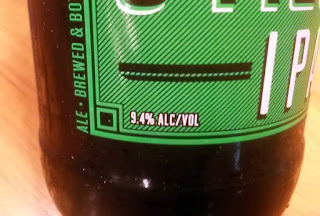 IPA
9.4% ALC/VOL
ALE • BREWED & BO